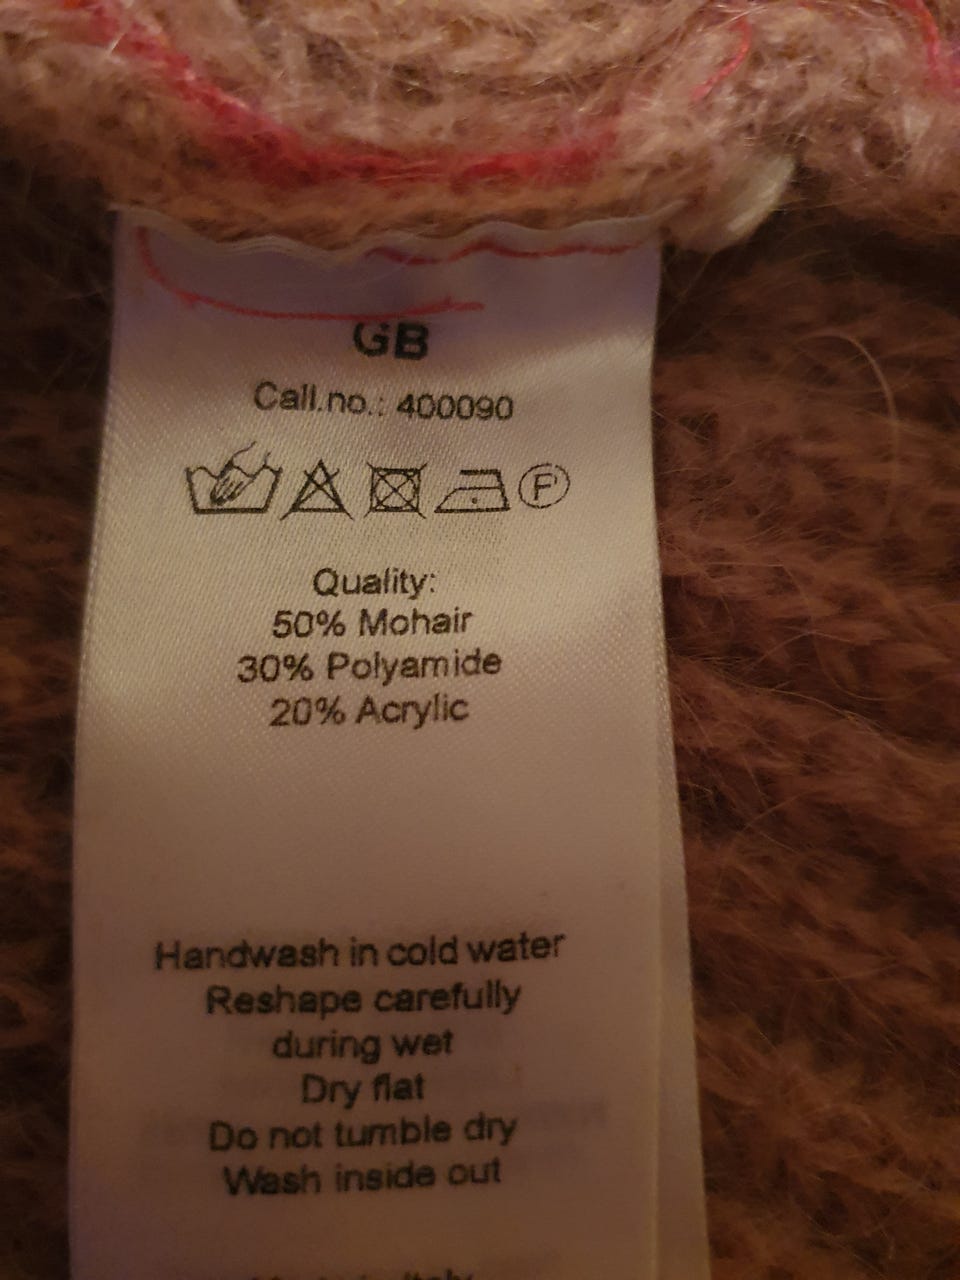 GB
Call.no.: 400090
P
Quality:
50% Mohair
30% Polyamide
20% Acrylic
Handwash in cold water
Reshape carefully
during wet
Dry flat
Do not tumble dry
Wash inside out